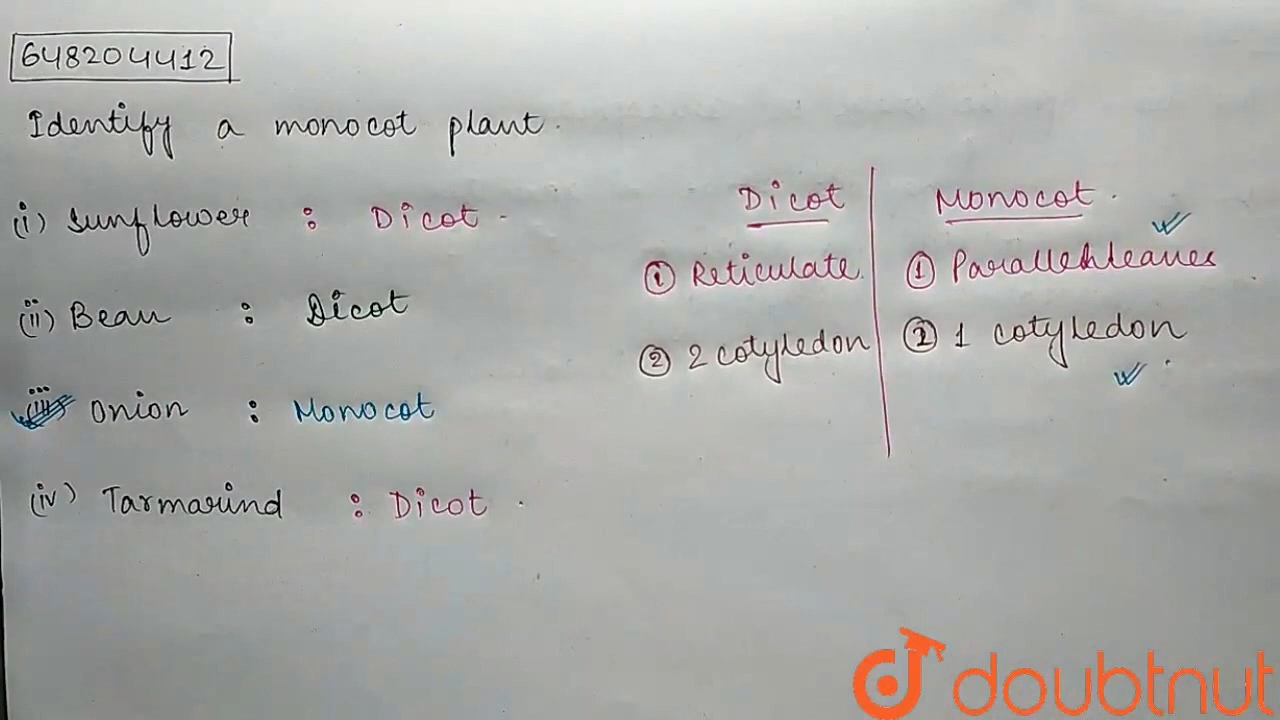 648204412
Identify a monocot plant.
(i) Sunflower : Dicot.
(ii) Bean : Dicot
(iii) Onion : Monocot
(iv) Tarmarind : Dicot.
Dicot
① Reticulate
② 2 cotyledon
Monocot.
① Parallel leaves
② 1 cotyledon.
doubtnut